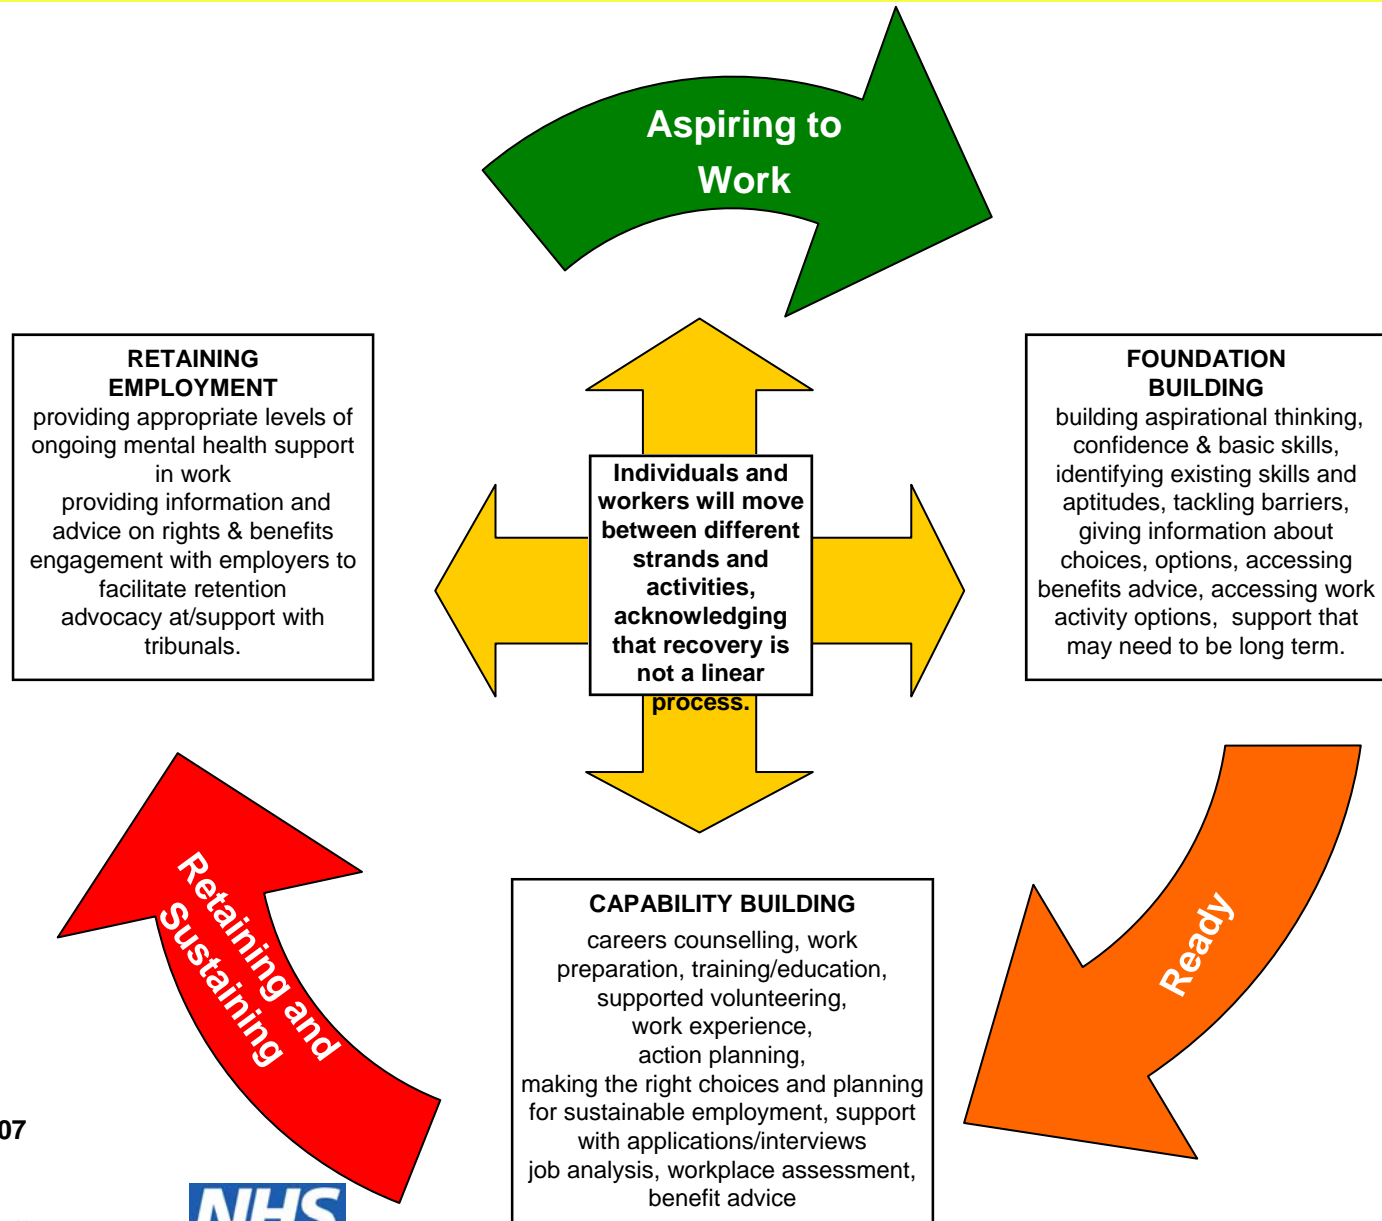 Aspiring to
Work
RETAINING
EMPLOYMENT
providing appropriate levels of
ongoing mental health support
in work
providing information and
advice on rights & benefits
engagement with employers to
facilitate retention
advocacy at/support with
tribunals.
Individuals and
workers will move
between different
strands and
activities,
acknowledging
that recovery is
not a linear
process.
FOUNDATION
BUILDING
building aspirational thinking,
confidence & basic skills,
identifying existing skills and
aptitudes, tackling barriers,
giving information about
choices, options, accessing
benefits advice, accessing work
activity options, support that
may need to be long term.
Retaining and
Sustaining
CAPABILITY BUILDING
careers counselling, work
preparation, training/education,
supported volunteering,
work experience,
action planning,
making the right choices and planning
for sustainable employment, support
with applications/interviews
job analysis, workplace assessment,
benefit advice
Ready
07
NHS